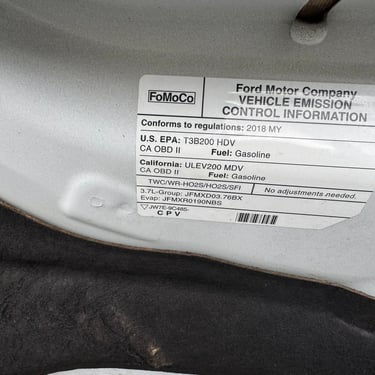 FoMoCo
Ford Motor Company
VEHICLE EMISSION
CONTROL INFORMATION
Conforms to regulations: 2018 MY
U.S. EPA: T3B200 HDV
CA OBD II Fuel: Gasoline
California: ULEV200 MDV
CA OBD II Fuel: Gasoline
TWC/WR-HO2S/HO2S/SFI No adjustments needed.
3.7L-Group: JFMXD03.76BX
Evap: JFMXR0190NBS
JW7E-9C485-
CPV